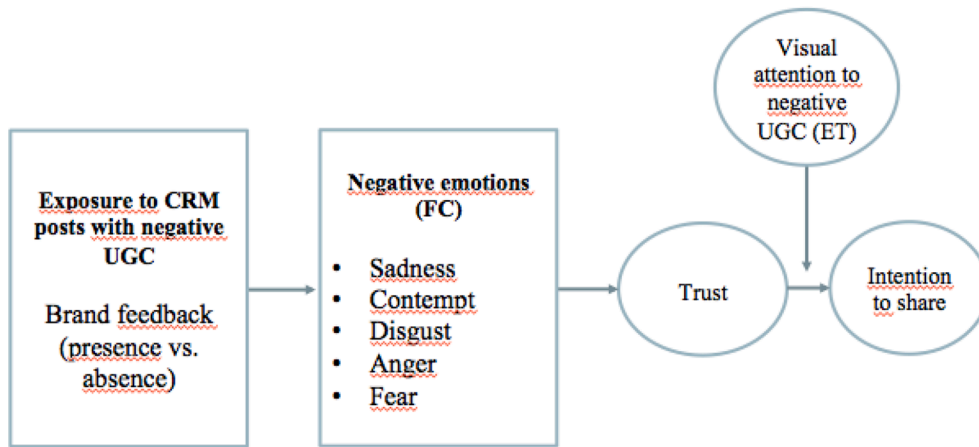 Exposure to CRM
posts with negative
UGC
Brand feedback
(presence vs.
absence)
Negative emotions
(FC)
• Sadness
• Contempt
• Disgust
• Anger
• Fear
Trust
Visual
attention to
negative
UGC (ET)
Intention
to share